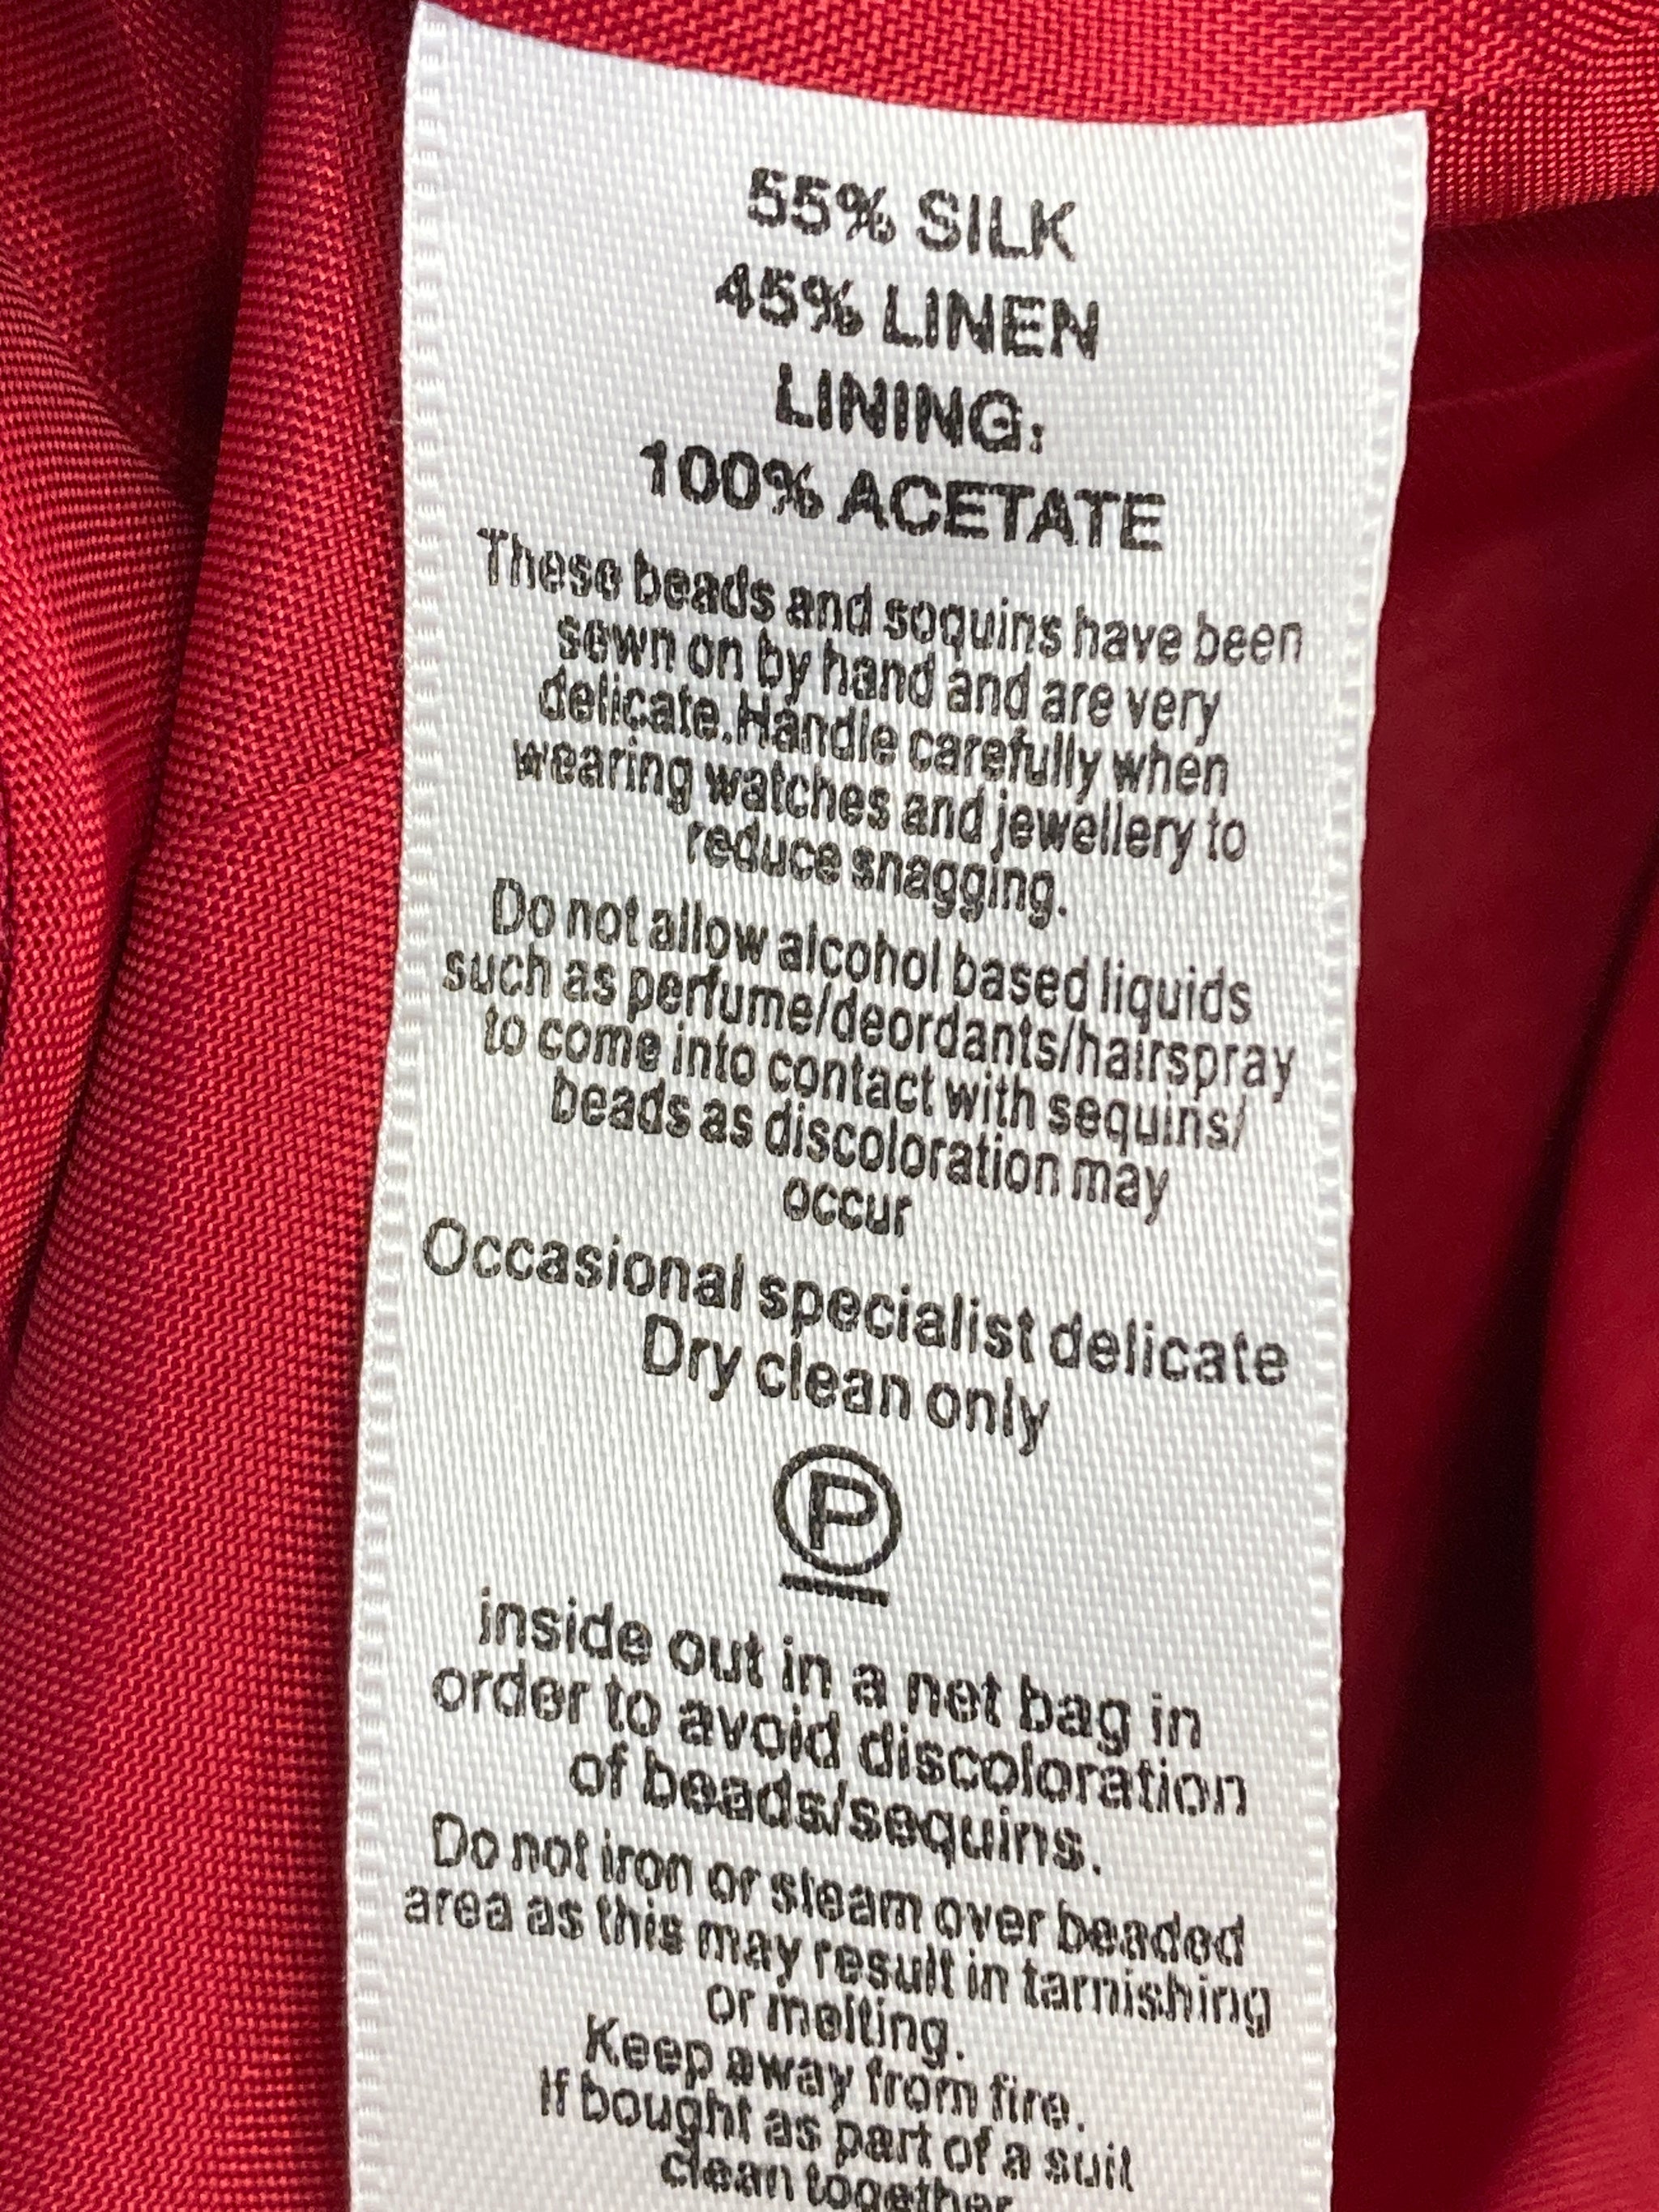 55% SILK
45% LINEN
LINING:
100% ACETATE
These beads and soquins have been
sewn on by hand and are very
delicate.Handle carefully when
wearing watches and jewellery to
reduce snagging.
Do not allow alcohol based liquids
such as perfume/deordants/hairspray
to come into contact with sequins/
beads as discoloration may
occur
Occasional specialist delicate
Dry clean only
P
inside out in a net bag in
order to avoid discoloration
of beads/sequins.
Do not iron or steam over beaded
area as this may result in tarnishing
or melting.
Keep away from fire.
If bought as part of a suit
clean together